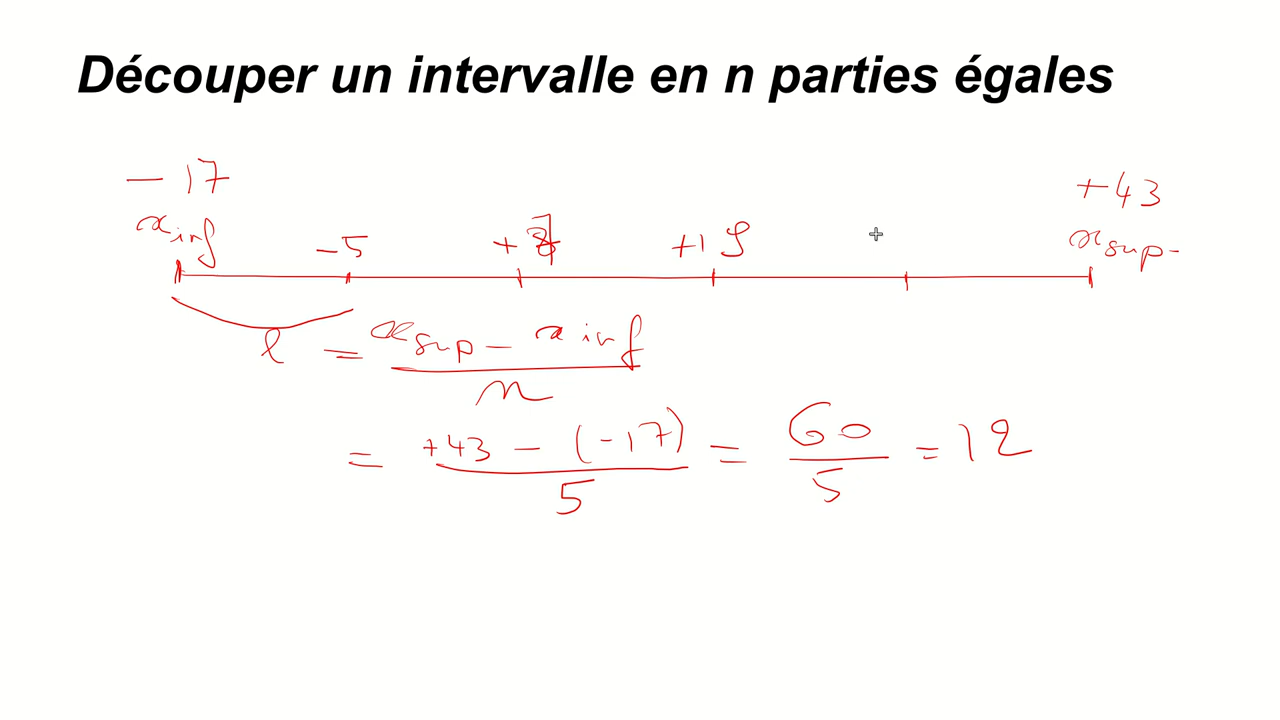 Découper un intervalle en n parties égales
− 17 +43
x inf −5 +7 +19 x sup
l = x sup − x inf
n
= +43 − (−17) = 60 = 12
5 5